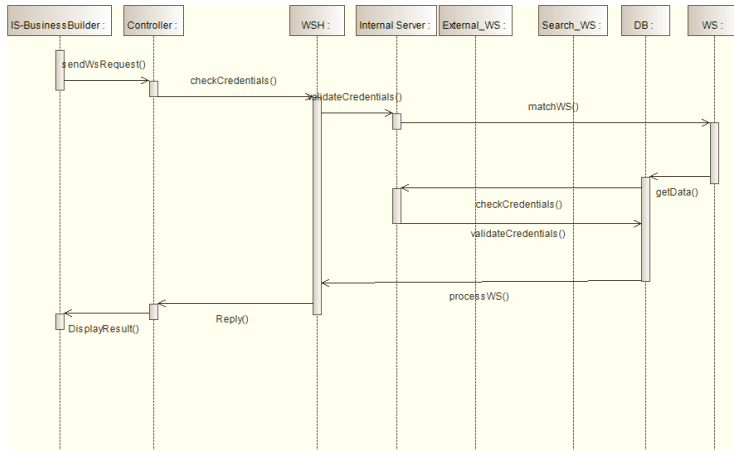 IS-BusinessBuilder :
Controller :
WSH :
Internal Server :
External_WS :
Search_WS :
DB :
WS :
sendWsRequest()
checkCredentials()
validateCredentials()
matchWS()
getData()
checkCredentials()
validateCredentials()
processWS()
Reply()
DisplayResult()